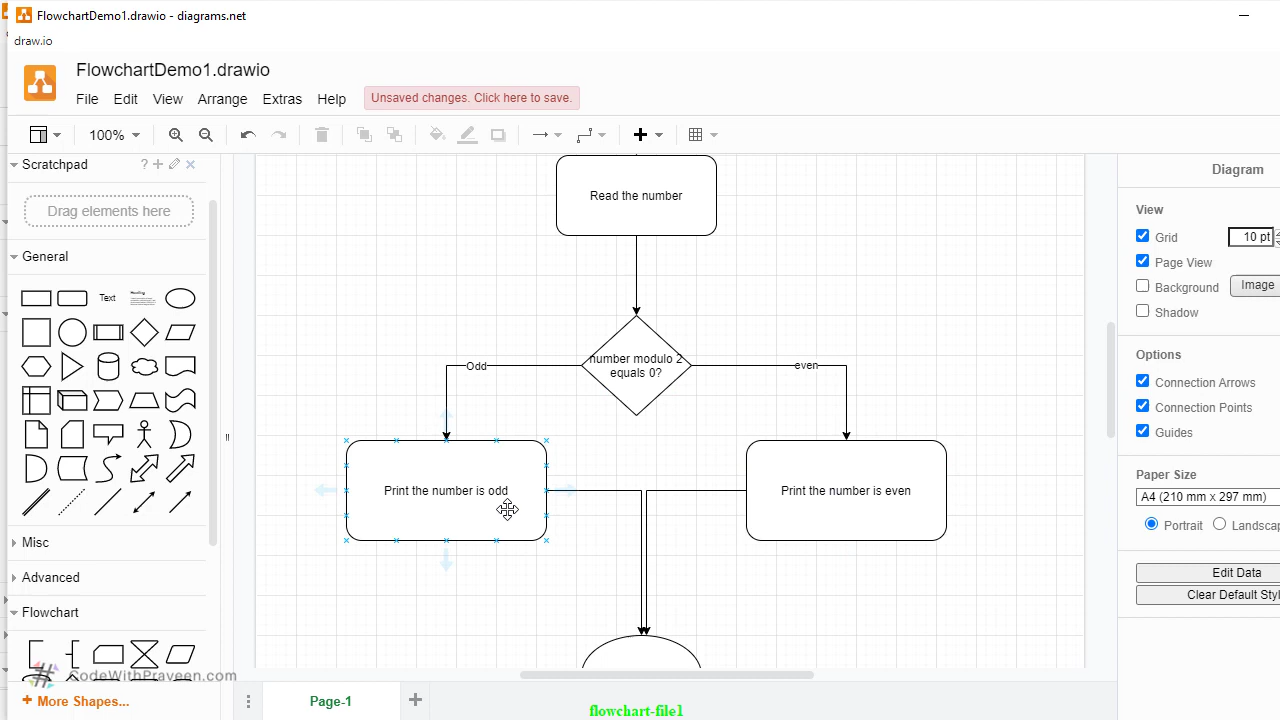 FlowchartDemo1.drawio - diagrams.net
draw.io
FlowchartDemo1.drawio
File Edit View Arrange Extras Help Unsaved changes. Click here to save.
100%
Scratchpad ?
Drag elements here
General
Text
Misc
Advanced
Flowchart
CodeWithPraveen.com
+ More Shapes...
Read the number
number modulo 2
equals 0?
Odd
even
Print the number is odd
Print the number is even
Diagram
View
Grid 10 pt
Page View
Background Image
Shadow
Options
Connection Arrows
Connection Points
Guides
Paper Size
A4 (210 mm x 297 mm)
Portrait Landscap
Edit Data
Clear Default Styl
Page-1
flowchart-file1